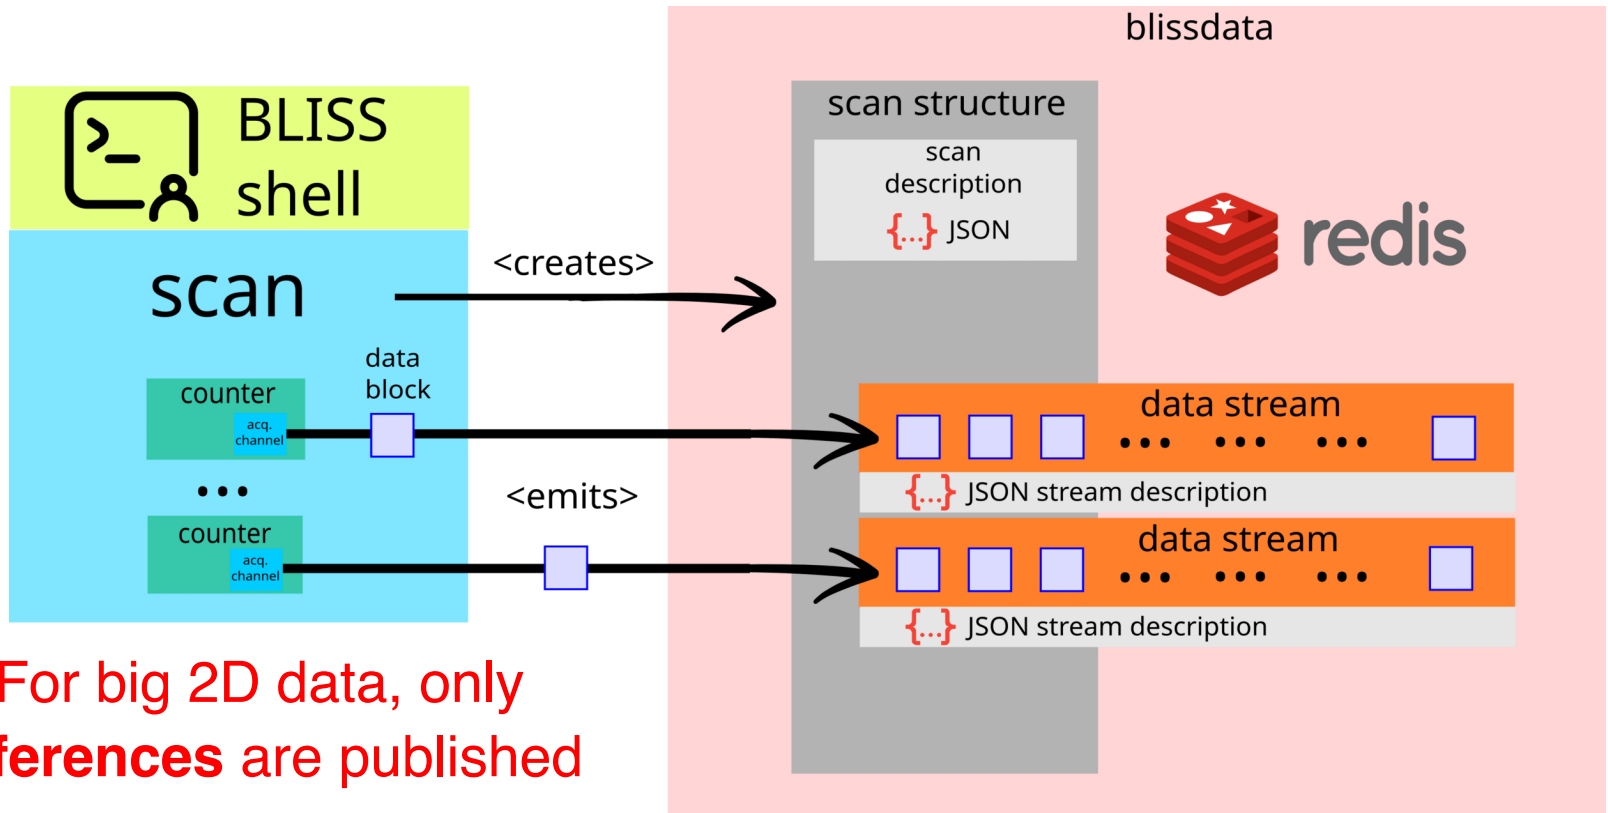 blissdata
BLISS
shell
scan
counter
acq.
channel
data
block
...
counter
acq.
channel
<creates>
<emits>
scan structure
scan
description
{...} JSON
redis
data stream
... ... ...
{...} JSON stream description
data stream
... ... ...
{...} JSON stream description
For big 2D data, only
ferences are published